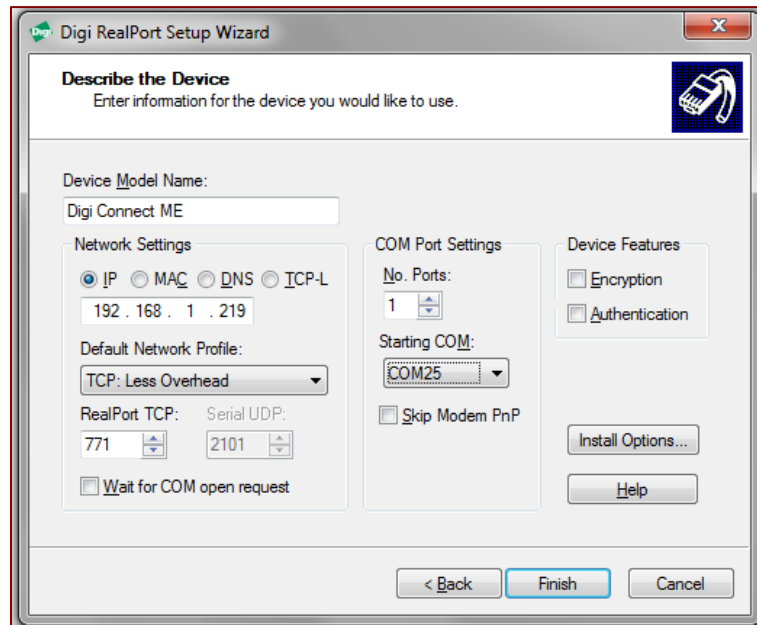 Digi RealPort Setup Wizard
Describe the Device
Enter information for the device you would like to use.
Device Model Name:
Digi Connect ME
Network Settings
IP MAC DNS TCP-L
192 . 168 . 1 . 219
Default Network Profile:
TCP: Less Overhead
RealPort TCP: Serial UDP:
771 2101
Wait for COM open request
COM Port Settings
No. Ports:
1
Starting COM:
COM25
Skip Modem PnP
Device Features
Encryption
Authentication
Install Options...
Help
< Back Finish Cancel